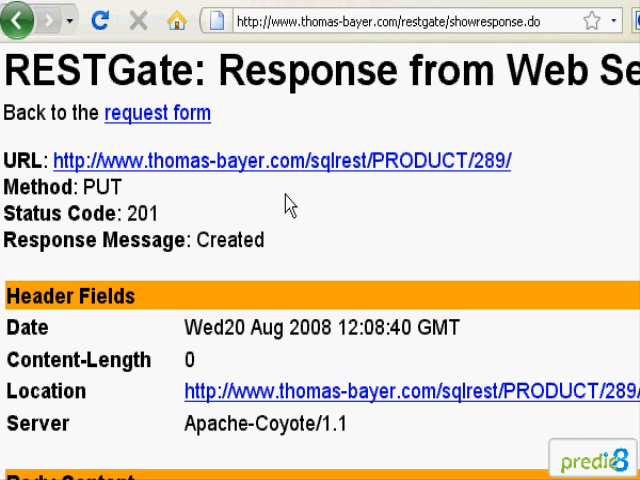 http://www.thomas-bayer.com/restgate/showresponse.do
RESTGate: Response from Web Se
Back to the request form
URL: http://www.thomas-bayer.com/sqlrest/PRODUCT/289/
Method: PUT
Status Code: 201
Response Message: Created
Header Fields
Date Wed20 Aug 2008 12:08:40 GMT
Content-Length 0
Location http://www.thomas-bayer.com/sqlrest/PRODUCT/289/
Server Apache-Coyote/1.1
predic8
Body Content